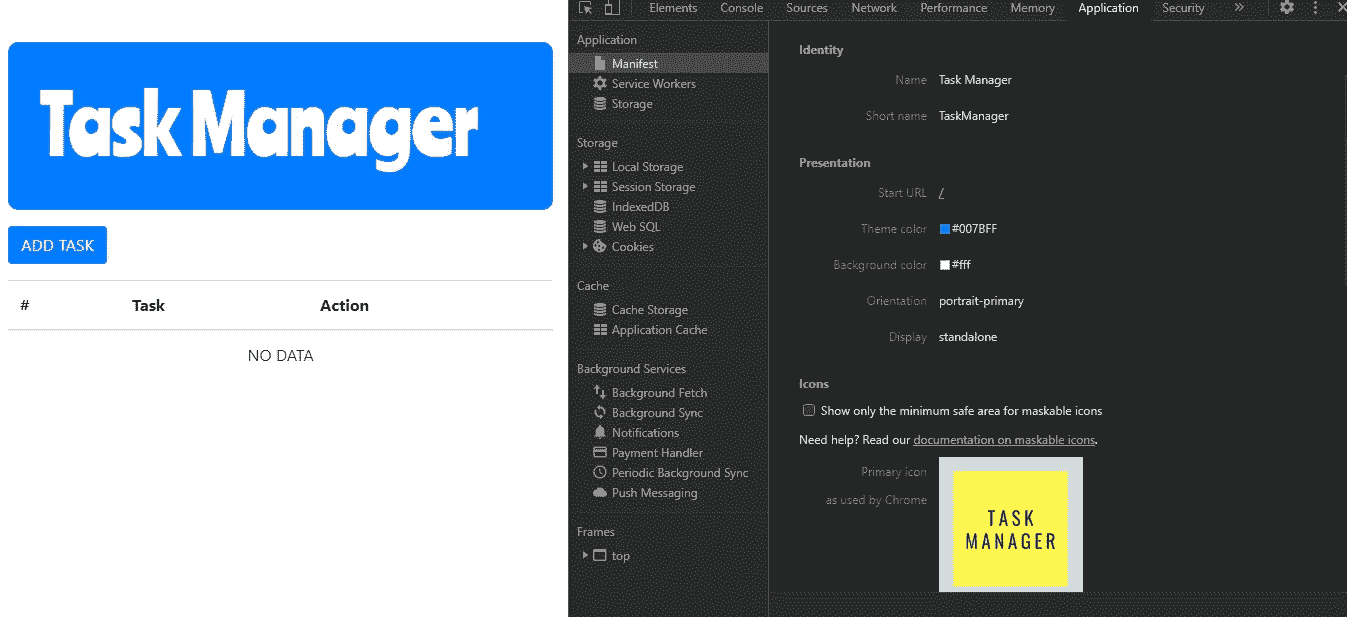 Task Manager
ADD TASK
# Task Action
NO DATA
Elements Console Sources Network Performance Memory Application Security »
Application
Manifest
Service Workers
Storage
Storage
Local Storage
Session Storage
IndexedDB
Web SQL
Cookies
Cache
Cache Storage
Application Cache
Background Services
Background Fetch
Background Sync
Notifications
Payment Handler
Periodic Background Sync
Push Messaging
Frames
top
Identity
Name Task Manager
Short name TaskManager
Presentation
Start URL /
Theme color #007BFF
Background color #fff
Orientation portrait-primary
Display standalone
Icons
Show only the minimum safe area for maskable icons
Need help? Read our documentation on maskable icons.
Primary icon
as used by Chrome
TASK
MANAGER